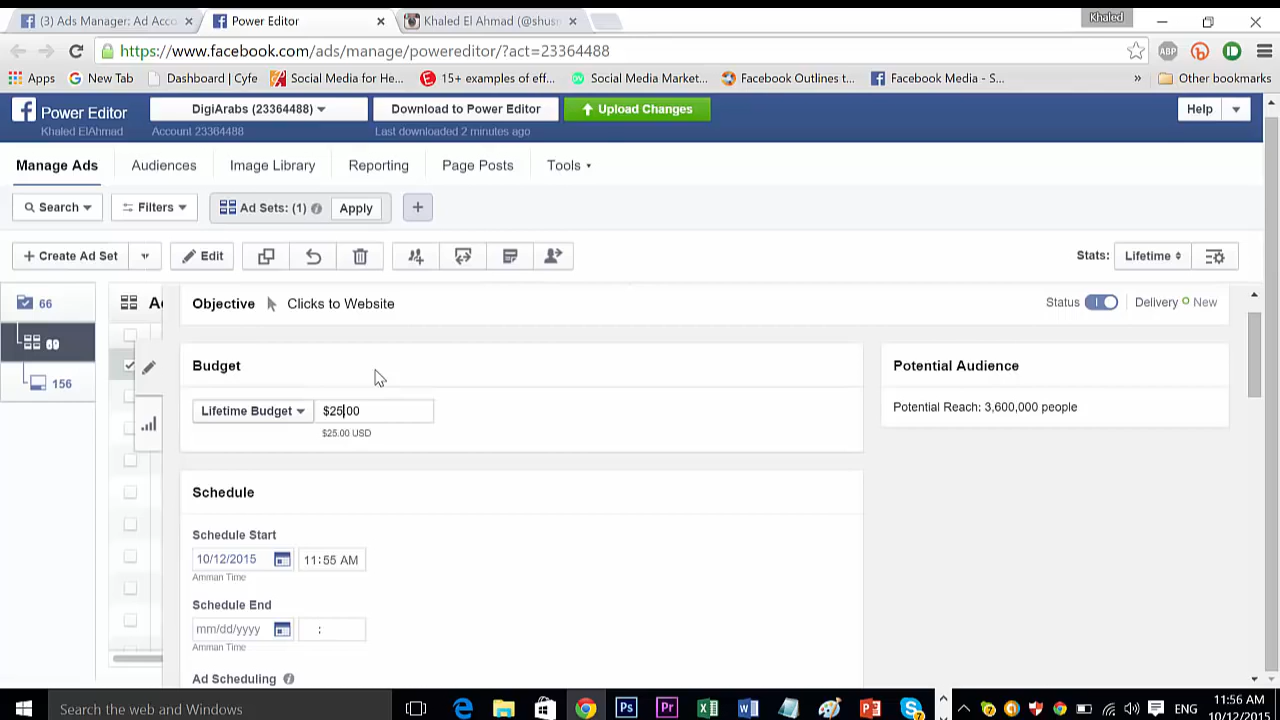 (3) Ads Manager: Ad Acco
Power Editor
Khaled El Ahmad (@shusn
Khaled
https://www.facebook.com/ads/manage/powereditor/?act=23364488
ABP
Apps
New Tab
Dashboard | Cyfe
Social Media for He...
15+ examples of eff...
Social Media Market...
Facebook Outlines t...
Facebook Media - S...
»
Other bookmarks
Power Editor
Khaled ElAhmad
DigiArabs (23364488)
Account 23364488
Download to Power Editor
Last downloaded 2 minutes ago
Upload Changes
Help
Manage Ads
Audiences
Image Library
Reporting
Page Posts
Tools
Search
Filters
Ad Sets: (1)
Apply
+
+ Create Ad Set
Edit
Stats:
Lifetime
66
69
156
Ad
Objective
Clicks to Website
Status
Delivery
New
Budget
Lifetime Budget
$25.00
$25.00 USD
Potential Audience
Potential Reach: 3,600,000 people
Schedule
Schedule Start
10/12/2015
11:55 AM
Amman Time
Schedule End
mm/dd/yyyy
:
Amman Time
Ad Scheduling
Search the web and Windows
ENG
11:56 AM
10/12/2015